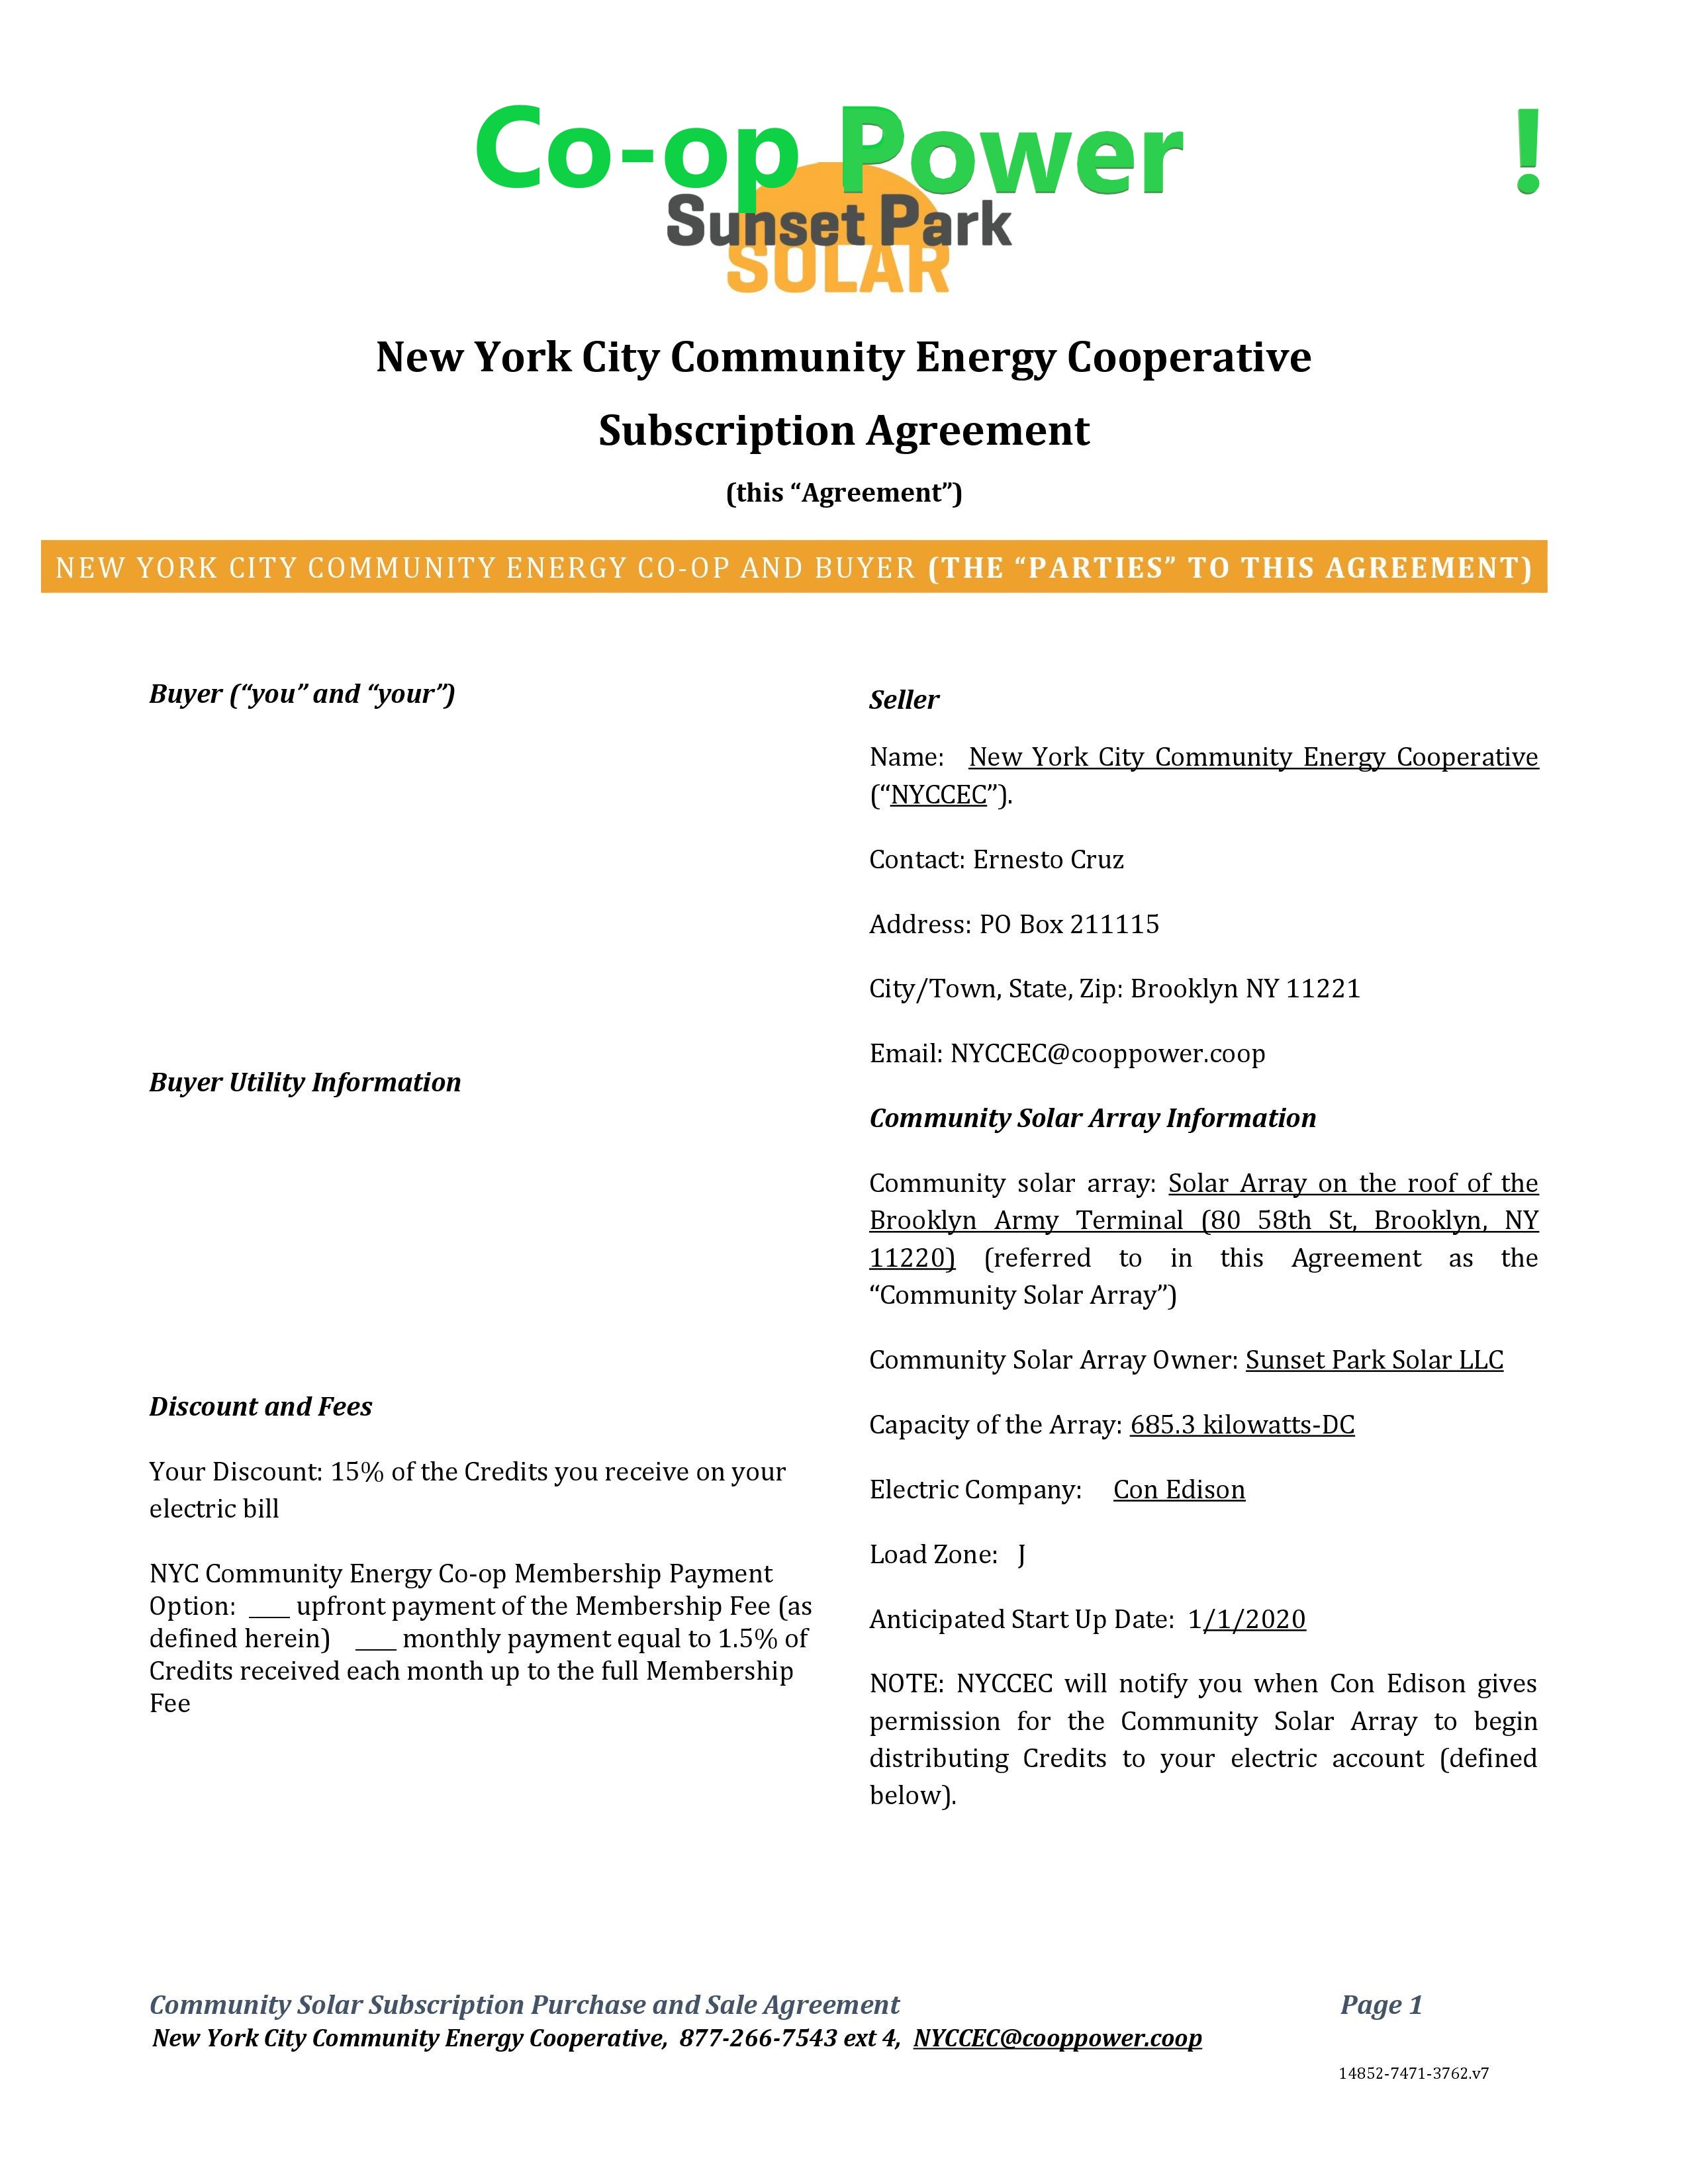 Co-op Power !
Sunset Park
SOLAR
New York City Community Energy Cooperative
Subscription Agreement
(this “Agreement”)
NEW YORK CITY COMMUNITY ENERGY CO-OP AND BUYER (THE “PARTIES” TO THIS AGREEMENT)
Buyer (“you” and “your”)
Buyer Utility Information
Discount and Fees
Your Discount: 15% of the Credits you receive on your
electric bill
NYC Community Energy Co-op Membership Payment
Option: ___ upfront payment of the Membership Fee (as
defined herein) ___ monthly payment equal to 1.5% of
Credits received each month up to the full Membership
Fee
Seller
Name: New York City Community Energy Cooperative
(“NYCCEC”).
Contact: Ernesto Cruz
Address: PO Box 211115
City/Town, State, Zip: Brooklyn NY 11221
Email: NYCCEC@cooppower.coop
Community Solar Array Information
Community solar array: Solar Array on the roof of the
Brooklyn Army Terminal (80 58th St, Brooklyn, NY
11220) (referred to in this Agreement as the
“Community Solar Array”)
Community Solar Array Owner: Sunset Park Solar LLC
Capacity of the Array: 685.3 kilowatts-DC
Electric Company: Con Edison
Load Zone: J
Anticipated Start Up Date: 1/1/2020
NOTE: NYCCEC will notify you when Con Edison gives
permission for the Community Solar Array to begin
distributing Credits to your electric account (defined
below).
Community Solar Subscription Purchase and Sale Agreement Page 1
New York City Community Energy Cooperative, 877-266-7543 ext 4, NYCCEC@cooppower.coop
14852-7471-3762.v7